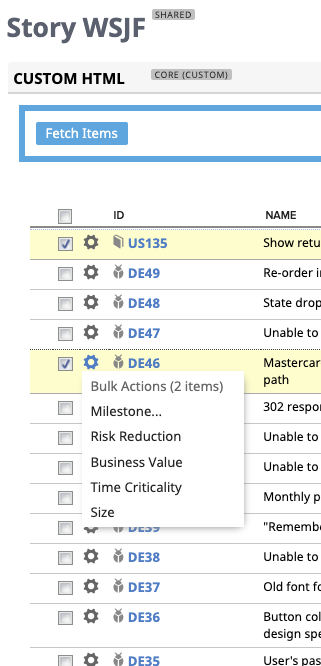 Story WSJF SHARED
CUSTOM HTML CORE (CUSTOM)
Fetch Items
ID NAME
US135 Show retu
DE49 Re-order i
DE48 State drop
DE47 Unable to
DE46 Mastercar
path
Bulk Actions (2 items)
Milestone...
302 respor
Risk Reduction
Unable to
Business Value
Unable to
Time Criticality
Monthly p
Size
DE39 "Remembe
DE38 Unable to
DE37 Old font fo
DE36 Button col
design spe
DE35 User's pas